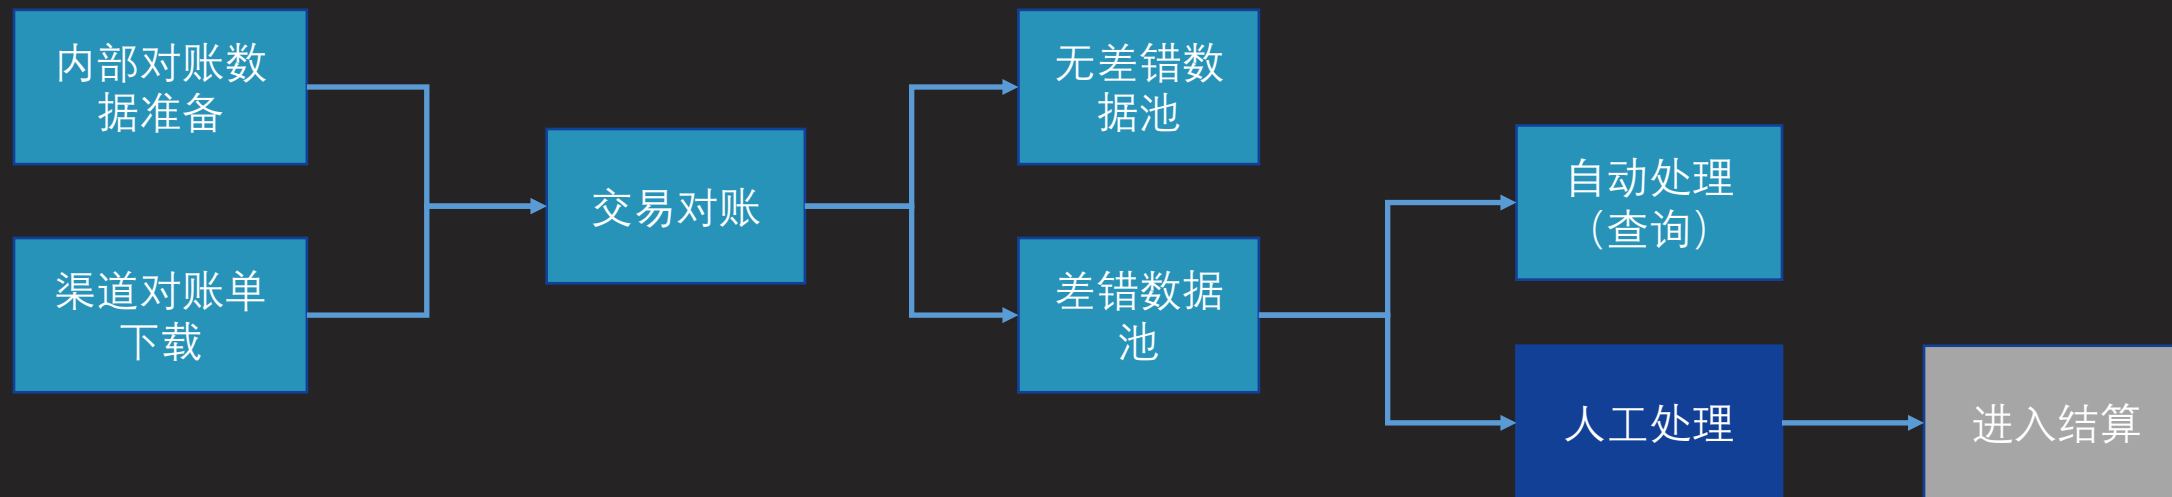 内部对账数
据准备
渠道对账单
下载
交易对账
无差错数
据池
差错数据
池
自动处理
（查询）
人工处理
进入结算